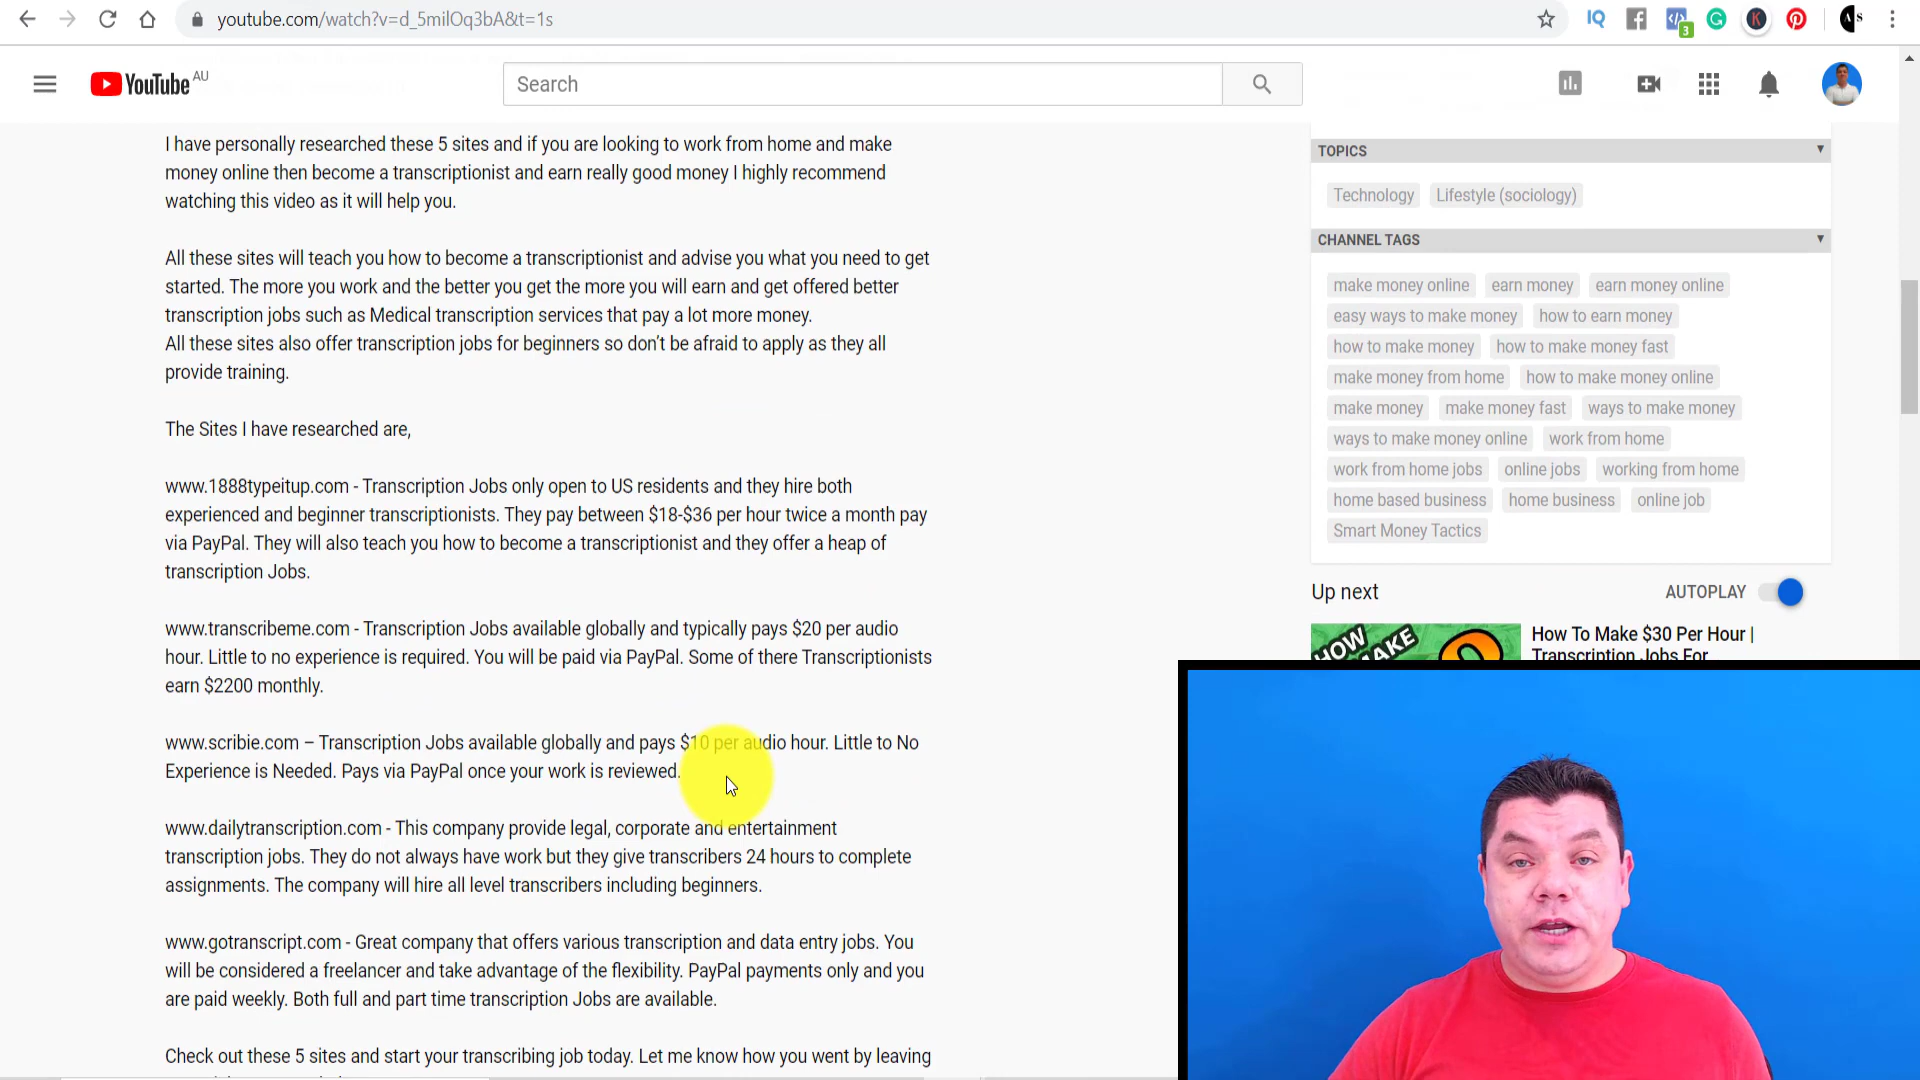 youtube.com/watch?v=d_5milOq3bA&t=1s
IQ
3
K
A S
YouTube AU
Search
I have personally researched these 5 sites and if you are looking to work from home and make
money online then become a transcriptionist and earn really good money I highly recommend
watching this video as it will help you.
All these sites will teach you how to become a transcriptionist and advise you what you need to get
started. The more you work and the better you get the more you will earn and get offered better
transcription jobs such as Medical transcription services that pay a lot more money.
All these sites also offer transcription jobs for beginners so don't be afraid to apply as they all
provide training.
The Sites I have researched are,
www.1888typeitup.com - Transcription Jobs only open to US residents and they hire both
experienced and beginner transcriptionists. They pay between $18-$36 per hour twice a month pay
via PayPal. They will also teach you how to become a transcriptionist and they offer a heap of
transcription Jobs.
www.transcribeme.com - Transcription Jobs available globally and typically pays $20 per audio
hour. Little to no experience is required. You will be paid via PayPal. Some of there Transcriptionists
earn $2200 monthly.
www.scribie.com – Transcription Jobs available globally and pays $10 per audio hour. Little to No
Experience is Needed. Pays via PayPal once your work is reviewed.
www.dailytranscription.com - This company provide legal, corporate and entertainment
transcription jobs. They do not always have work but they give transcribers 24 hours to complete
assignments. The company will hire all level transcribers including beginners.
www.gotranscript.com - Great company that offers various transcription and data entry jobs. You
will be considered a freelancer and take advantage of the flexibility. PayPal payments only and you
are paid weekly. Both full and part time transcription Jobs are available.
Check out these 5 sites and start your transcribing job today. Let me know how you went by leaving
TOPICS
Technology Lifestyle (sociology)
CHANNEL TAGS
make money online earn money earn money online
easy ways to make money how to earn money
how to make money how to make money fast
make money from home how to make money online
make money make money fast ways to make money
ways to make money online work from home
work from home jobs online jobs working from home
home based business home business online job
Smart Money Tactics
Up next AUTOPLAY
HOW
MAKE
How To Make $30 Per Hour |
Transcription Jobs For